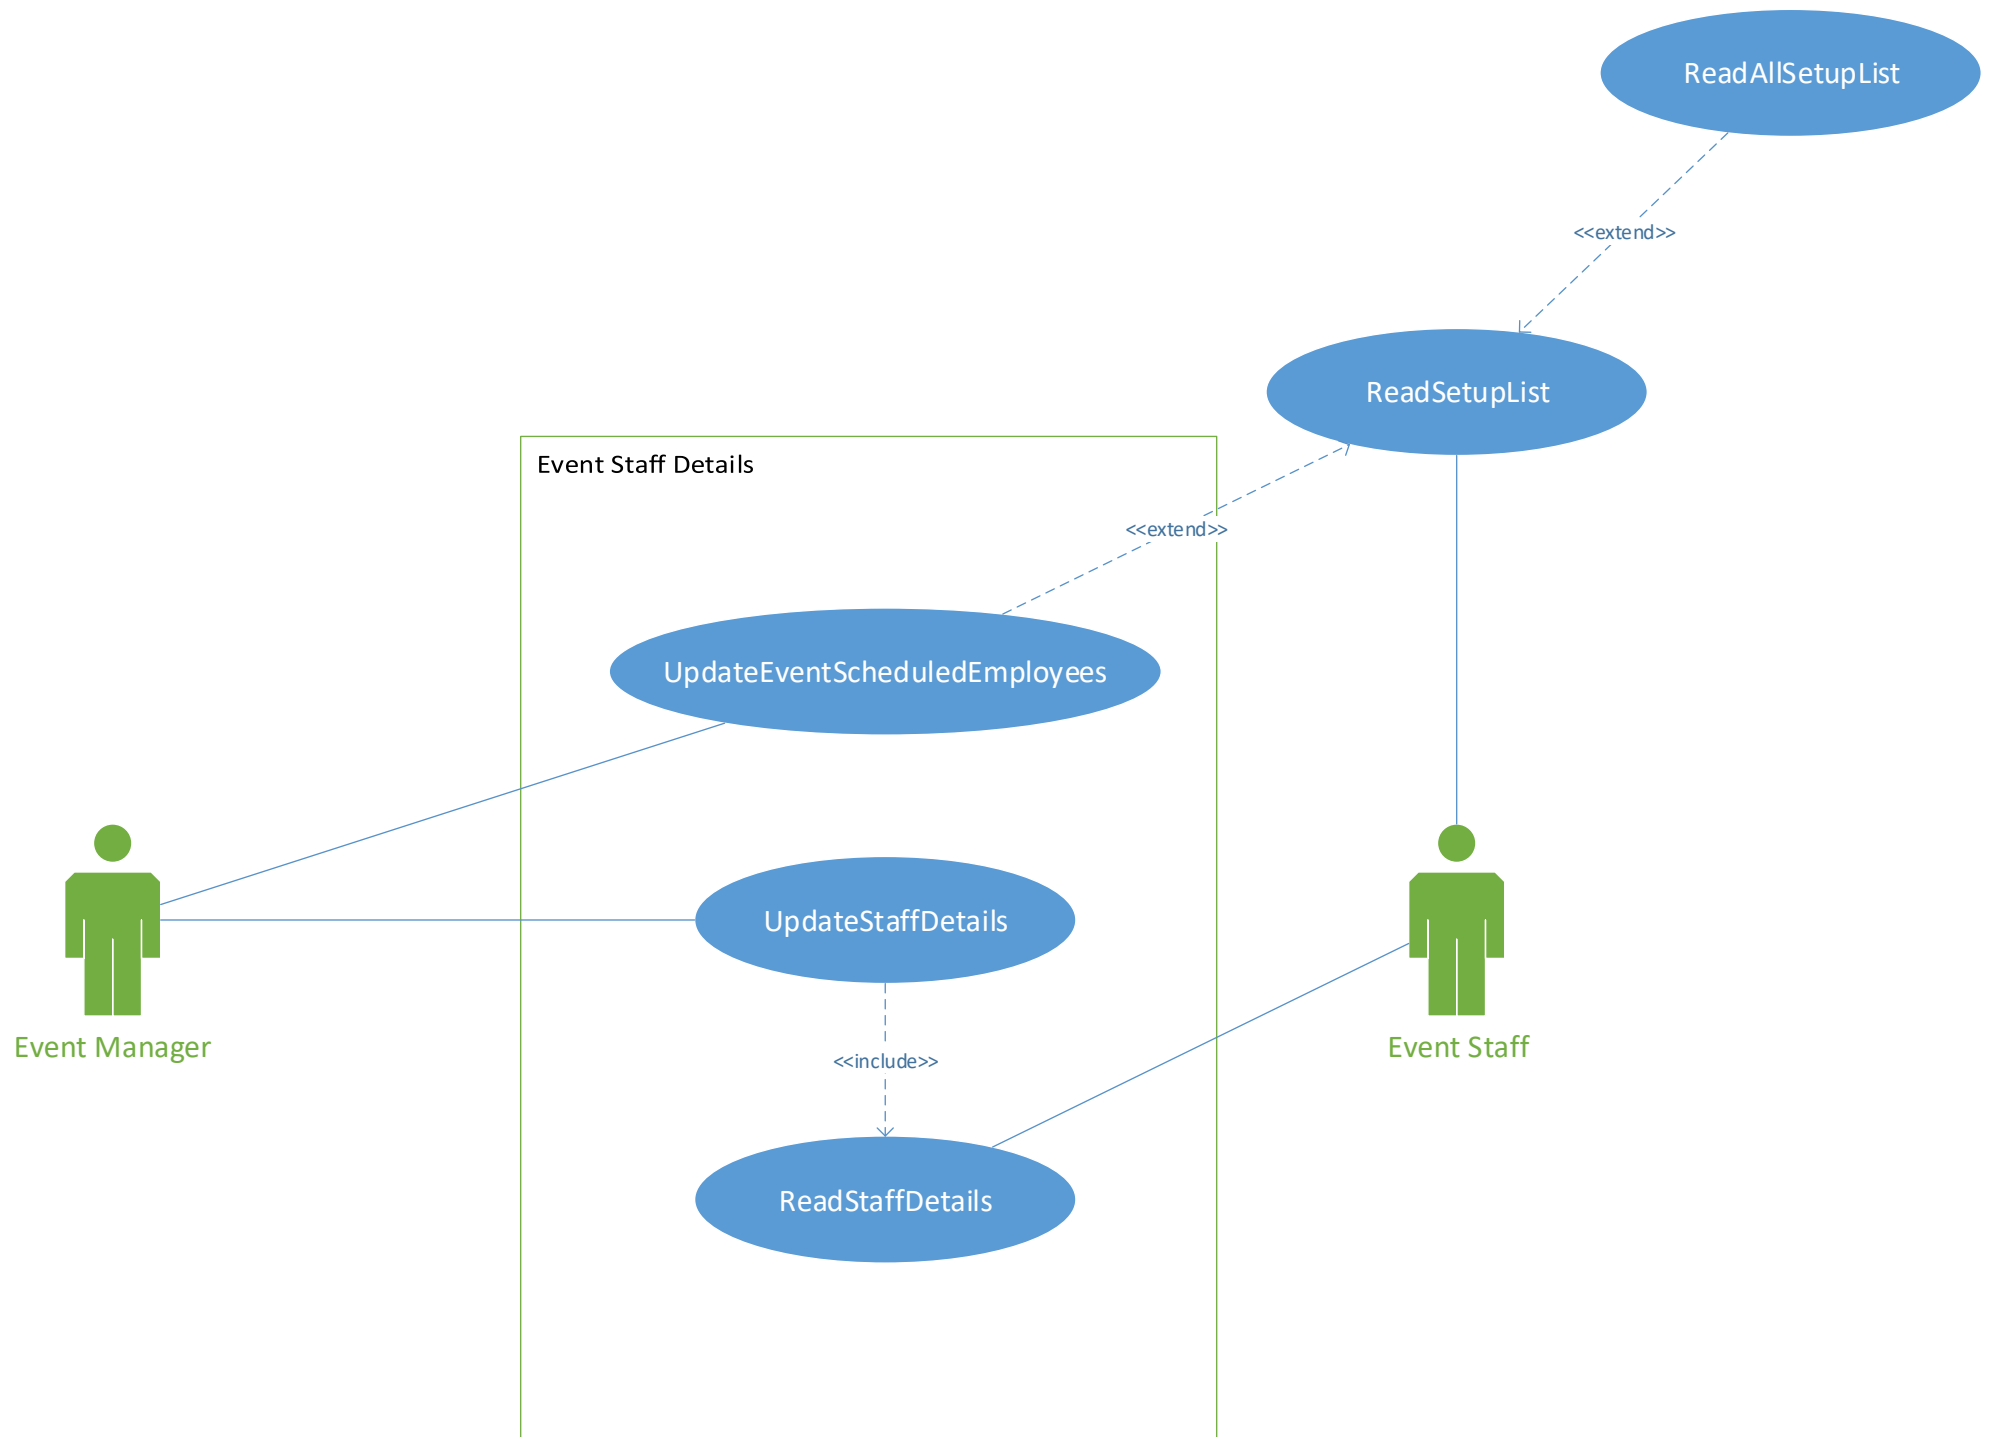 ReadAllSetupList
<<extend>>
ReadSetupList
Event Staff Details
<<extend>>
UpdateEventScheduledEmployees
UpdateStaffDetails
Event Manager
Event Staff
<<include>>
ReadStaffDetails